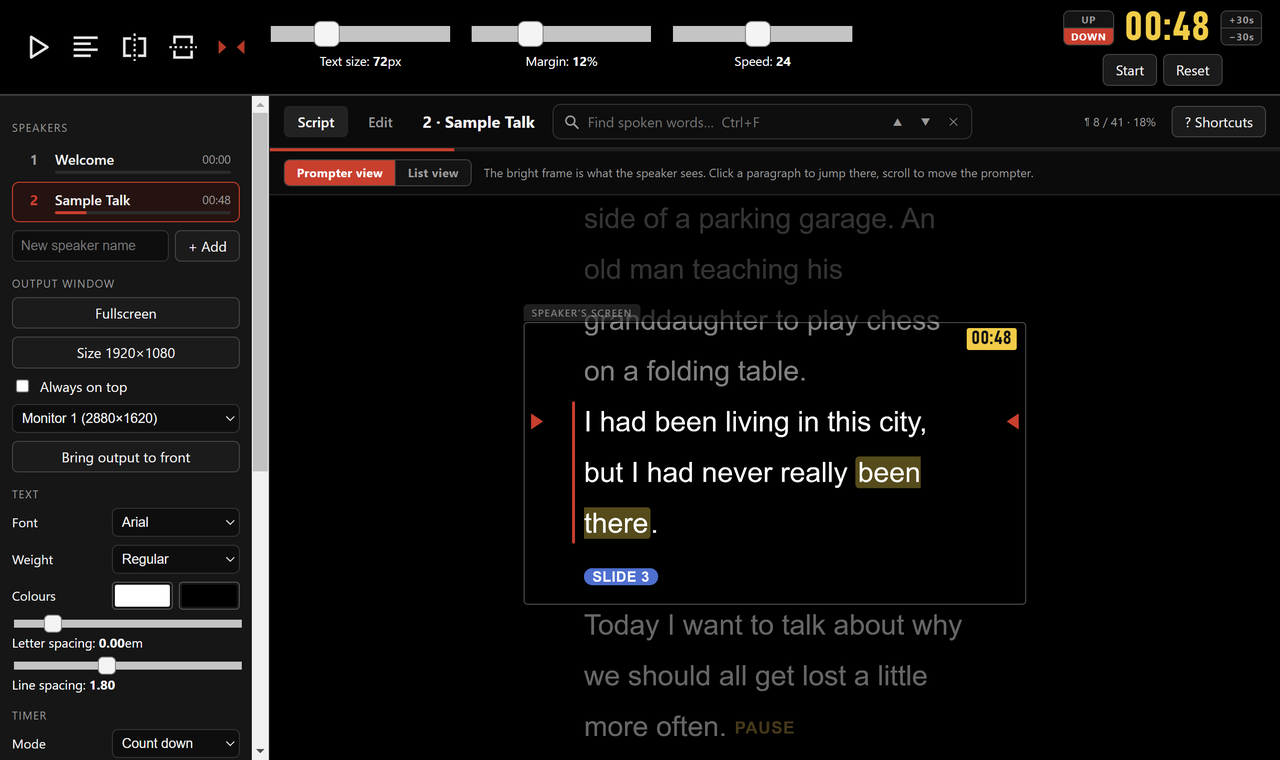 Text size: 72px
Margin: 12%
Speed: 24
UP
DOWN
00:48
+30s
−30s
Start
Reset
SPEAKERS
1 Welcome 00:00
2 Sample Talk 00:48
New speaker name
+ Add
OUTPUT WINDOW
Fullscreen
Size 1920×1080
Always on top
Monitor 1 (2880×1620)
Bring output to front
TEXT
Font Arial
Weight Regular
Colours
Letter spacing: 0.00em
Line spacing: 1.80
TIMER
Mode Count down
Script Edit 2 · Sample Talk Find spoken words... Ctrl+F ¶ 8 / 41 · 18% ? Shortcuts
Prompter view List view The bright frame is what the speaker sees. Click a paragraph to jump there, scroll to move the prompter.
side of a parking garage. An
old man teaching his
SPEAKER'S SCREEN
granddaughter to play chess
00:48
on a folding table.
I had been living in this city,
but I had never really been
there.
SLIDE 3
Today I want to talk about why
we should all get lost a little
more often. PAUSE